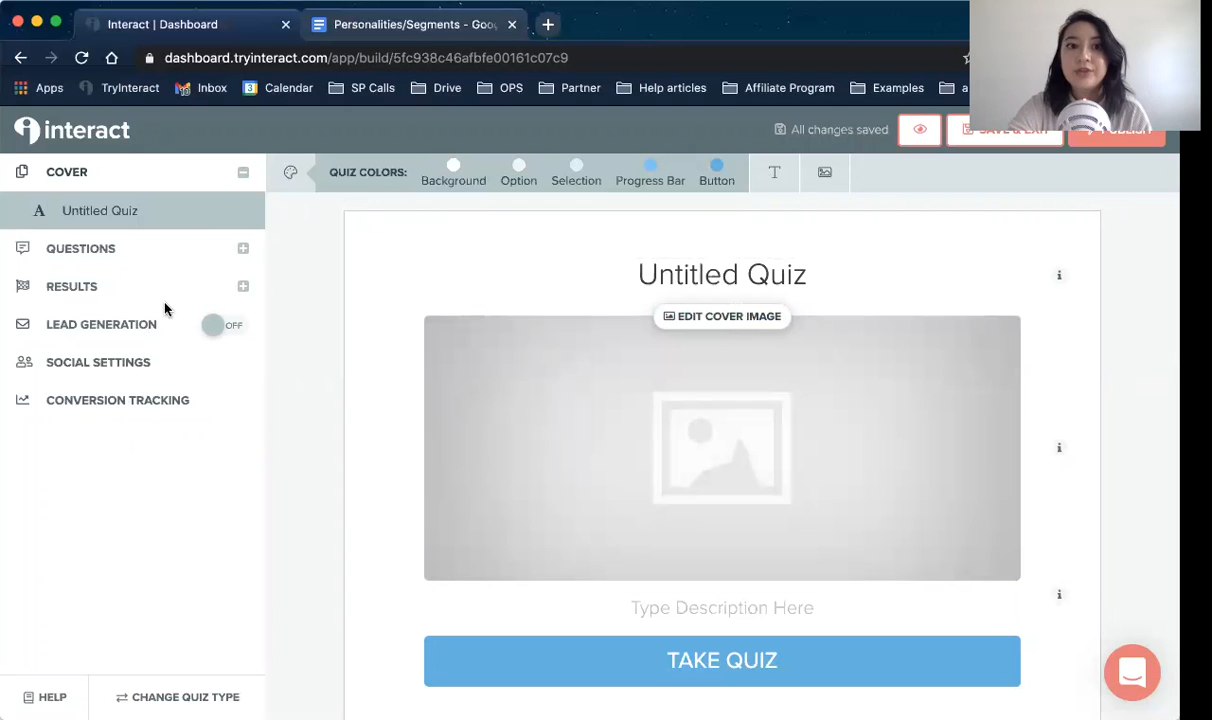 Interact | Dashboard
Personalities/Segments - Goo
dashboard.tryinteract.com/app/build/5fc938c46afbfe00161c07c9
Apps
TryInteract
Inbox
Calendar
SP Calls
Drive
OPS
Partner
Help articles
Affiliate Program
Examples
a
interact
All changes saved
SAVE & EXIT
PUBLISH
COVER
Untitled Quiz
QUESTIONS
RESULTS
LEAD GENERATION
OFF
SOCIAL SETTINGS
CONVERSION TRACKING
HELP
CHANGE QUIZ TYPE
QUIZ COLORS:
Background
Option
Selection
Progress Bar
Button
T
Untitled Quiz
EDIT COVER IMAGE
Type Description Here
TAKE QUIZ